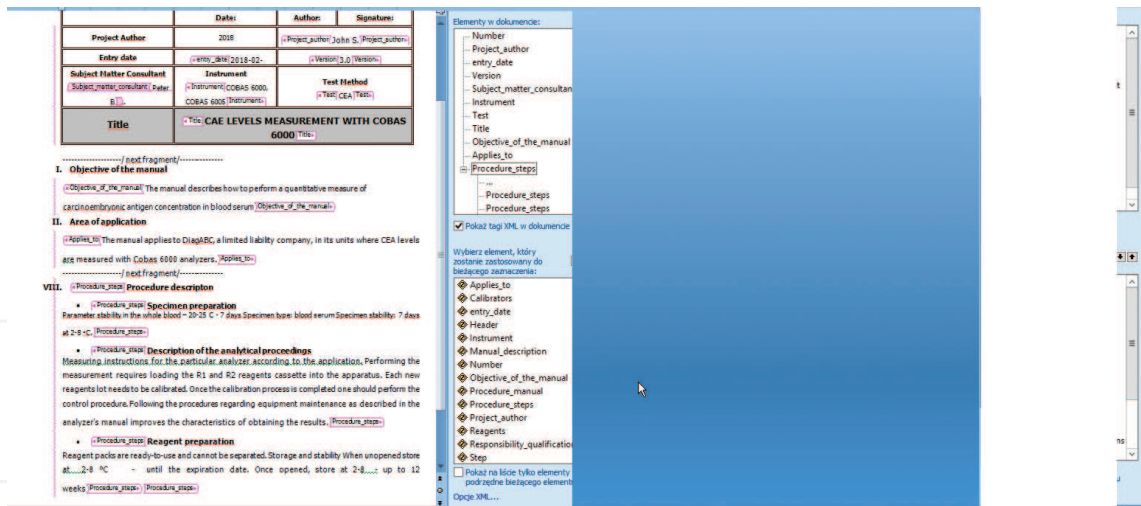 Date: Author: Signature:
Project Author 2018 Project_author John S. Project_author
Entry date entry_date 2018-02- Version 3.0 Version
Subject Matter Consultant Instrument Test Method
Subject_matter_consultant Peter Instrument COBAS 6000, Test CEA Test
B. COBAS 6005 Instrument
Title Title CAE LEVELS MEASUREMENT WITH COBAS
6000 Title
--------------------/ next fragment/---------------
I. Objective of the manual
Objective_of_the_manual The manual describes how to perform a quantitative measure of
carcinoembryonic antigen concentration in blood serum Objective_of_the_manual
II. Area of application
Applies_to The manual applies to DiagABC, a limited liability company, in its units where CEA levels
are measured with Cobas 6000 analyzers. Applies_to
--------------------/ next fragment/---------------
VIII. Procedure_steps Procedure descripton
• Procedure_steps Specimen preparation
Parameter stability in the whole blood – 20-25 C - 7 days Specimen type: blood serum Specimen stability: 7 days
at 2-8 °C. Procedure_steps
• Procedure_steps Description of the analytical proceedings
Measuring instructions for the particular analyzer according to the application. Performing the
measurement requires loading the R1 and R2 reagents cassette into the apparatus. Each new
reagents lot needs to be calibrated. Once the calibration process is completed one should perform the
control procedure. Following the procedures regarding equipment maintenance as described in the
analyzer's manual improves the characteristics of obtaining the results. Procedure_steps
• Procedure_steps Reagent preparation
Reagent packs are ready-to-use and cannot be separated. Storage and stability When unopened store
at 2-8 ºC - until the expiration date. Once opened, store at 2-8 - up to 12
weeks Procedure_steps Procedure_steps
Elementy w dokumencie:
Number
Project_author
entry_date
Version
Subject_matter_consultan
Instrument
Test
Title
Objective_of_the_manual
Applies_to
Procedure_steps
...
Procedure_steps
Procedure_steps
Pokaż tagi XML w dokumencie
Wybierz element, który
zostanie zastosowany do
bieżącego zaznaczenia:
Applies_to
Calibrators
entry_date
Header
Instrument
Manual_description
Number
Objective_of_the_manual
Procedure_manual
Procedure_steps
Project_author
Reagents
Responsibility_qualification
Step
Pokaż na liście tylko elementy
podrzędne bieżącego element
Opcje XML...
t
ns
u